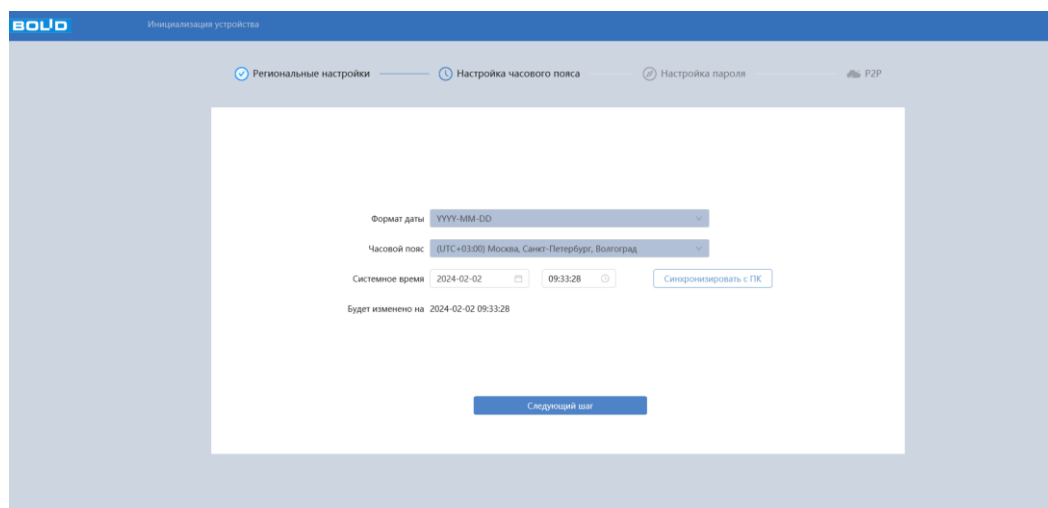 BOLID Инициализация устройства
Региональные настройки Настройка часового пояса Настройка пароля P2P
Формат даты YYYY-MM-DD
Часовой пояс (UTC+03:00) Москва, Санкт-Петербург, Волгоград
Системное время 2024-02-02 09:33:28 Синхронизировать с ПК
Будет изменено на 2024-02-02 09:33:28
Следующий шаг